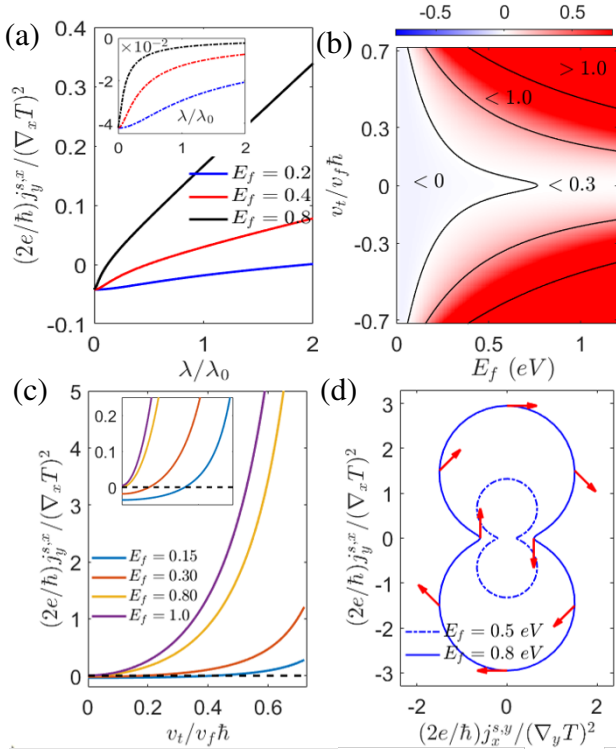 (a)
(2e/ħ)j_y^{s,x}/(∇_xT)^2
0.4
0.3
0.2
0.1
0
-0.1
0
1
2
λ/λ_0
×10^{-2}
0
-2
-4
0
1
2
λ/λ_0
E_f = 0.2
E_f = 0.4
E_f = 0.8
-0.5
0
0.5
(b)
v_t/v_fħ
0.7
0.3
0
-0.3
-0.7
> 1.0
< 1.0
< 0
< 0.3
0
0.5
1
E_f (eV)
(c)
(2e/ħ)j_y^{s,x}/(∇_xT)^2
5
4
3
2
1
0
0.2
0.1
0
E_f = 0.15
E_f = 0.30
E_f = 0.80
E_f = 1.0
0
0.2
0.4
0.6
v_t/v_fħ
(d)
(2e/ħ)j_y^{s,x}/(∇_xT)^2
3
2
1
0
-1
-2
-3
E_f = 0.5 eV
E_f = 0.8 eV
-2
0
2
(2e/ħ)j_x^{s,y}/(∇_yT)^2